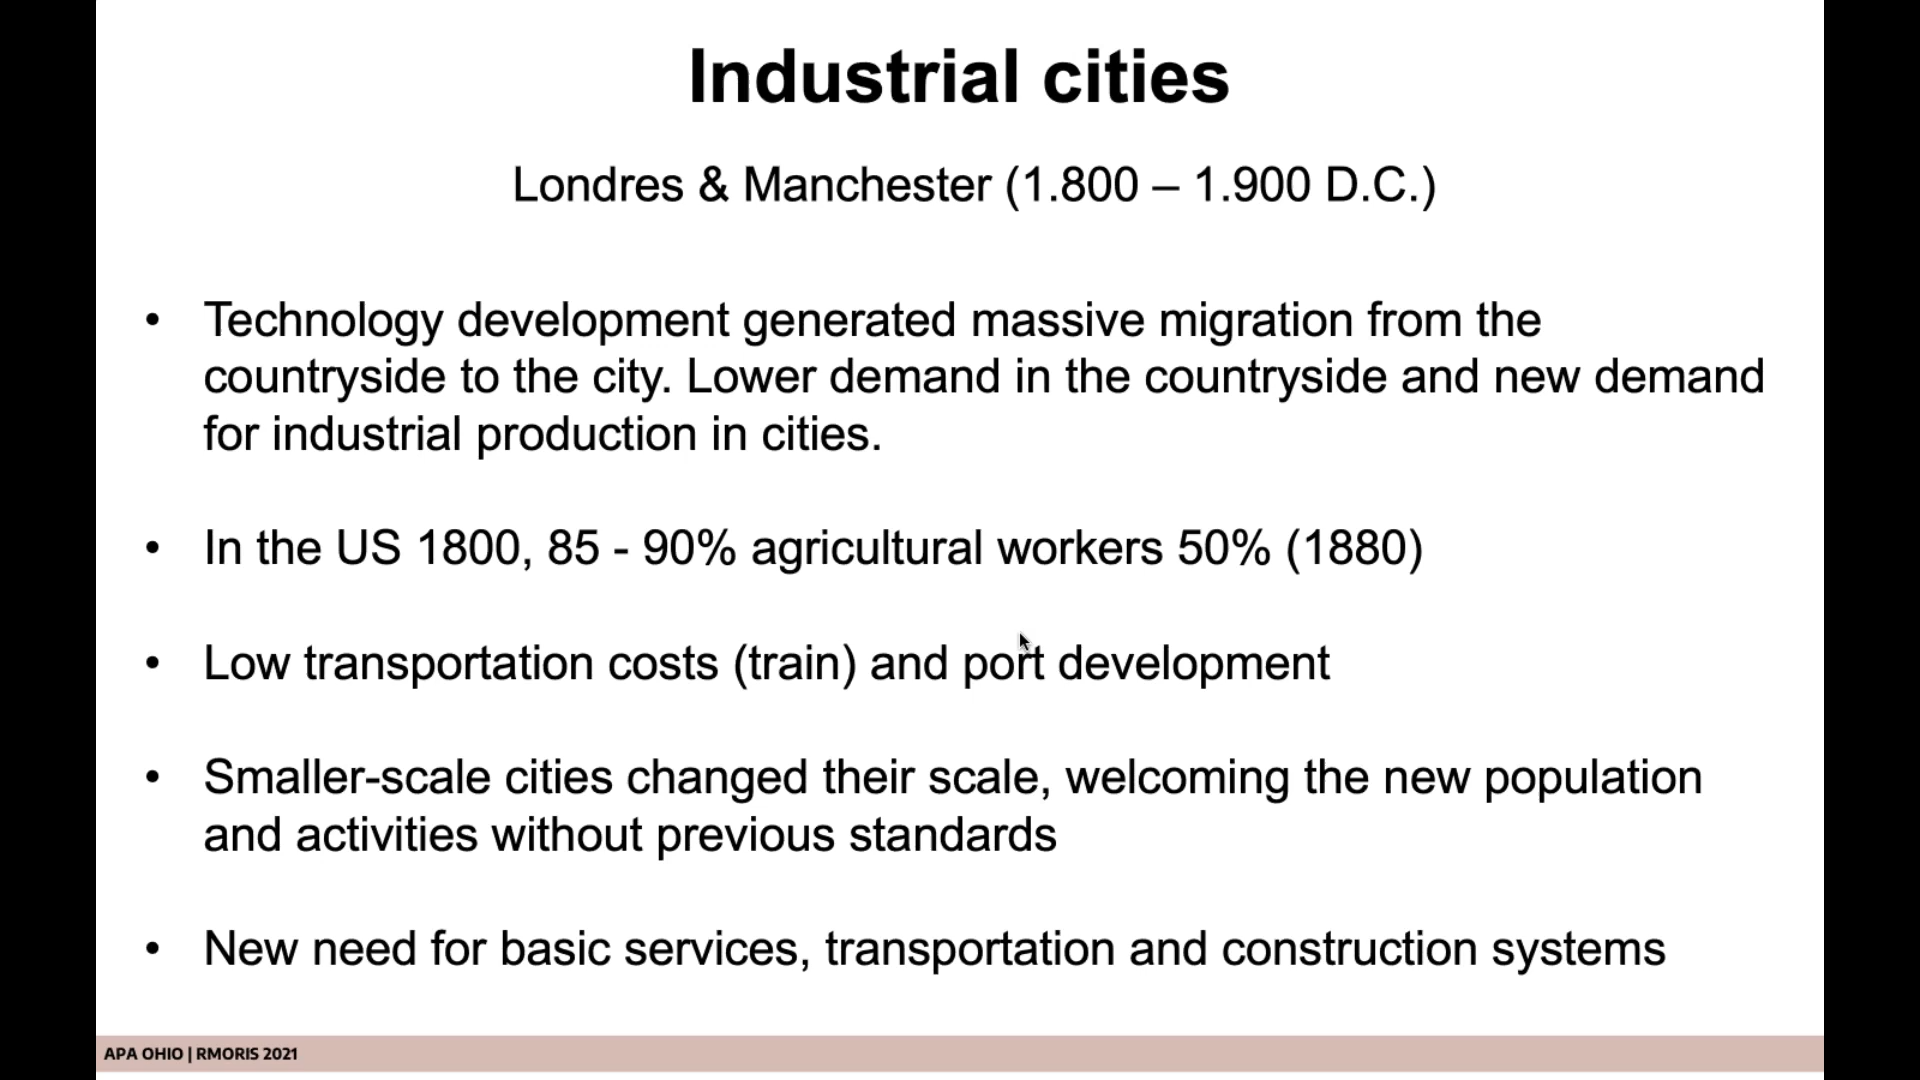 Industrial cities
Londres & Manchester (1.800 – 1.900 D.C.)
• Technology development generated massive migration from the
countryside to the city. Lower demand in the countryside and new demand
for industrial production in cities.
• In the US 1800, 85 - 90% agricultural workers 50% (1880)
• Low transportation costs (train) and port development
• Smaller-scale cities changed their scale, welcoming the new population
and activities without previous standards
• New need for basic services, transportation and construction systems
APA OHIO | RMORIS 2021